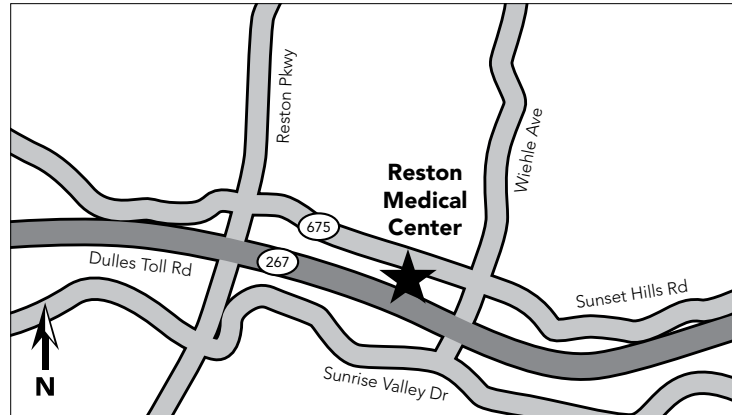 Reston Pkwy
Wiehle Ave
Reston
Medical
Center
675
267
Dulles Toll Rd
Sunset Hills Rd
Sunrise Valley Dr
N